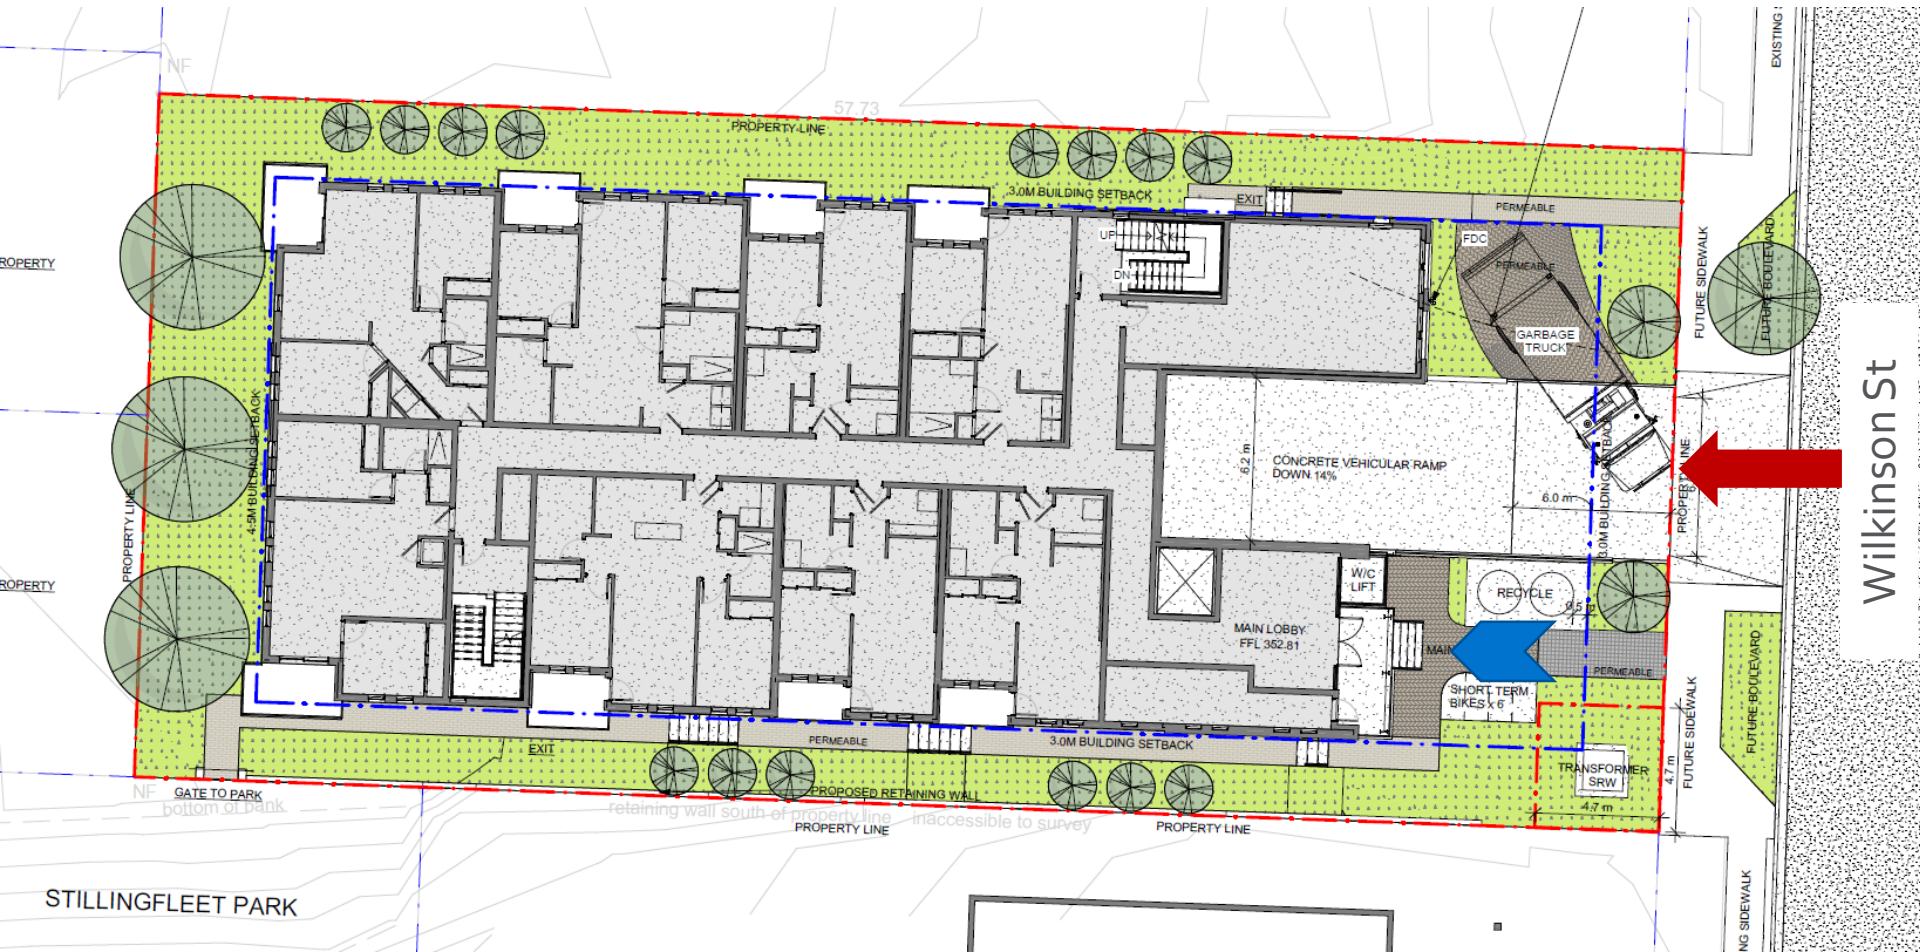 NF
57.73
PROPERTY LINE
EXISTING
3.0M BUILDING SETBACK
EXIT
PERMEABLE
UP
DN
FDC
PERMEABLE
GARBAGE
TRUCK
FUTURE SIDEWALK
FUTURE BOULEVARD
ROPERTY
4.5M BUILDING SETBACK
PROPERTY LINE
6.2 m
CONCRETE VEHICULAR RAMP
DOWN 14%
6.0 m
3.0M BUILDING SETBACK
PROPERTY LINE
Wilkinson St
ROPERTY
W/C
LIFT
RECYCLE
0.5 m
MAIN LOBBY
FFL 352.81
MAIN
PERMEABLE
SHORT TERM
BIKES x 6
FUTURE SIDEWALK
FUTURE BOULEVARD
EXIT
PERMEABLE
3.0M BUILDING SETBACK
TRANSFORMER
SRW
4.7 m
4.7 m
NF
GATE TO PARK
bottom of bank
PROPOSED RETAINING WALL
retaining wall south of property line inaccessible to survey
PROPERTY LINE
PROPERTY LINE
STILLINGFLEET PARK
NG SIDEWALK